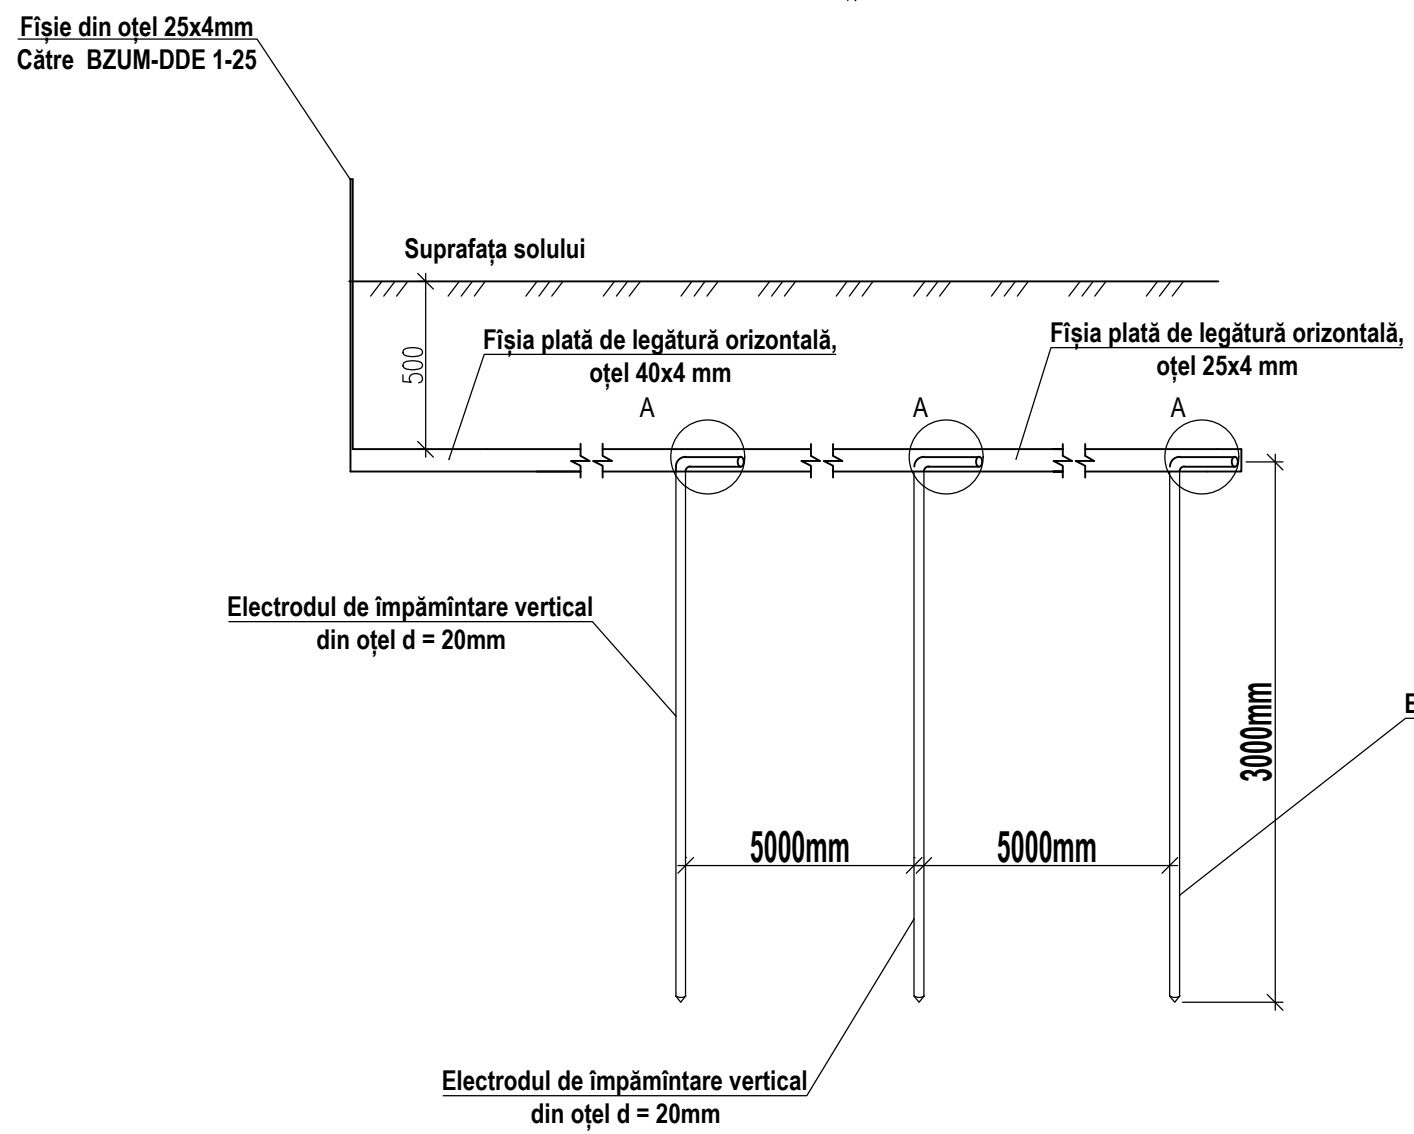 Fîșie din oțel 25x4mm
Către BZUM-DDE 1-25
Suprafața solului
500
Fîșia plată de legătură orizontală,
oțel 40x4 mm
Fîșia plată de legătură orizontală,
oțel 25x4 mm
A
A
A
Electrodul de împămîntare vertical
din oțel d = 20mm
3000mm
E
5000mm
5000mm
Electrodul de împămîntare vertical
din oțel d = 20mm